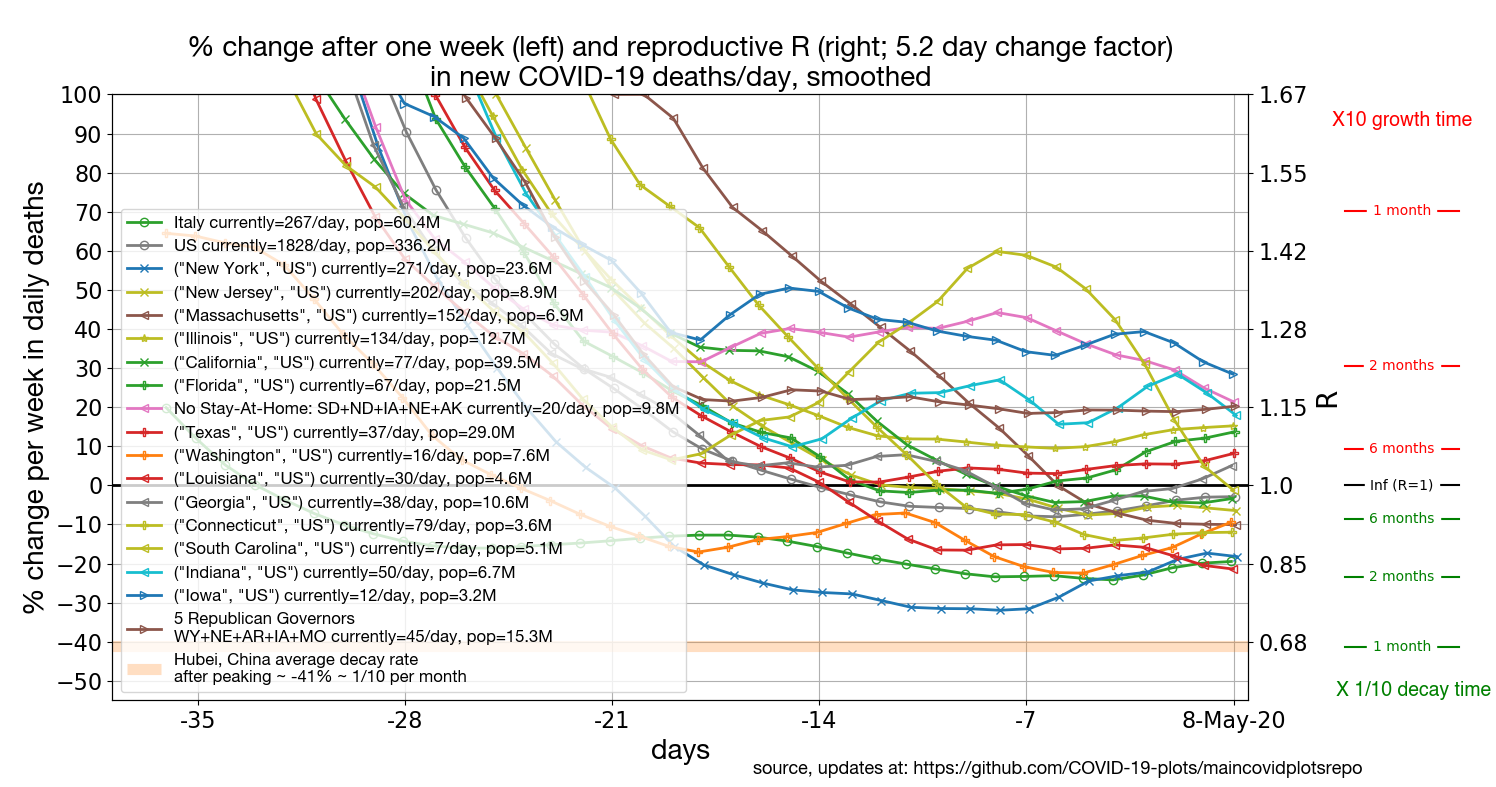 % change after one week (left) and reproductive R (right; 5.2 day change factor)
in new COVID-19 deaths/day, smoothed
% change per week in daily deaths
100
90
80
70
60
50
40
30
20
10
0
−10
−20
−30
−40
−50
Italy currently=267/day, pop=60.4M
US currently=1828/day, pop=336.2M
("New York", "US") currently=271/day, pop=23.6M
("New Jersey", "US") currently=202/day, pop=8.9M
("Massachusetts", "US") currently=152/day, pop=6.9M
("Illinois", "US") currently=134/day, pop=12.7M
("California", "US") currently=77/day, pop=39.5M
("Florida", "US") currently=67/day, pop=21.5M
No Stay-At-Home: SD+ND+IA+NE+AK currently=20/day, pop=9.8M
("Texas", "US") currently=37/day, pop=29.0M
("Washington", "US") currently=16/day, pop=7.6M
("Louisiana", "US") currently=30/day, pop=4.6M
("Georgia", "US") currently=38/day, pop=10.6M
("Connecticut", "US") currently=79/day, pop=3.6M
("South Carolina", "US") currently=7/day, pop=5.1M
("Indiana", "US") currently=50/day, pop=6.7M
("Iowa", "US") currently=12/day, pop=3.2M
5 Republican Governors
WY+NE+AR+IA+MO currently=45/day, pop=15.3M
Hubei, China average decay rate
after peaking ~ -41% ~ 1/10 per month
-35
-28
-21
-14
-7
8-May-20
days
1.67
1.55
1.42
1.28
1.15
1.0
0.85
0.68
R
X10 growth time
1 month
2 months
6 months
Inf (R=1)
6 months
2 months
1 month
X 1/10 decay time
source, updates at: https://github.com/COVID-19-plots/maincovidplotsrepo